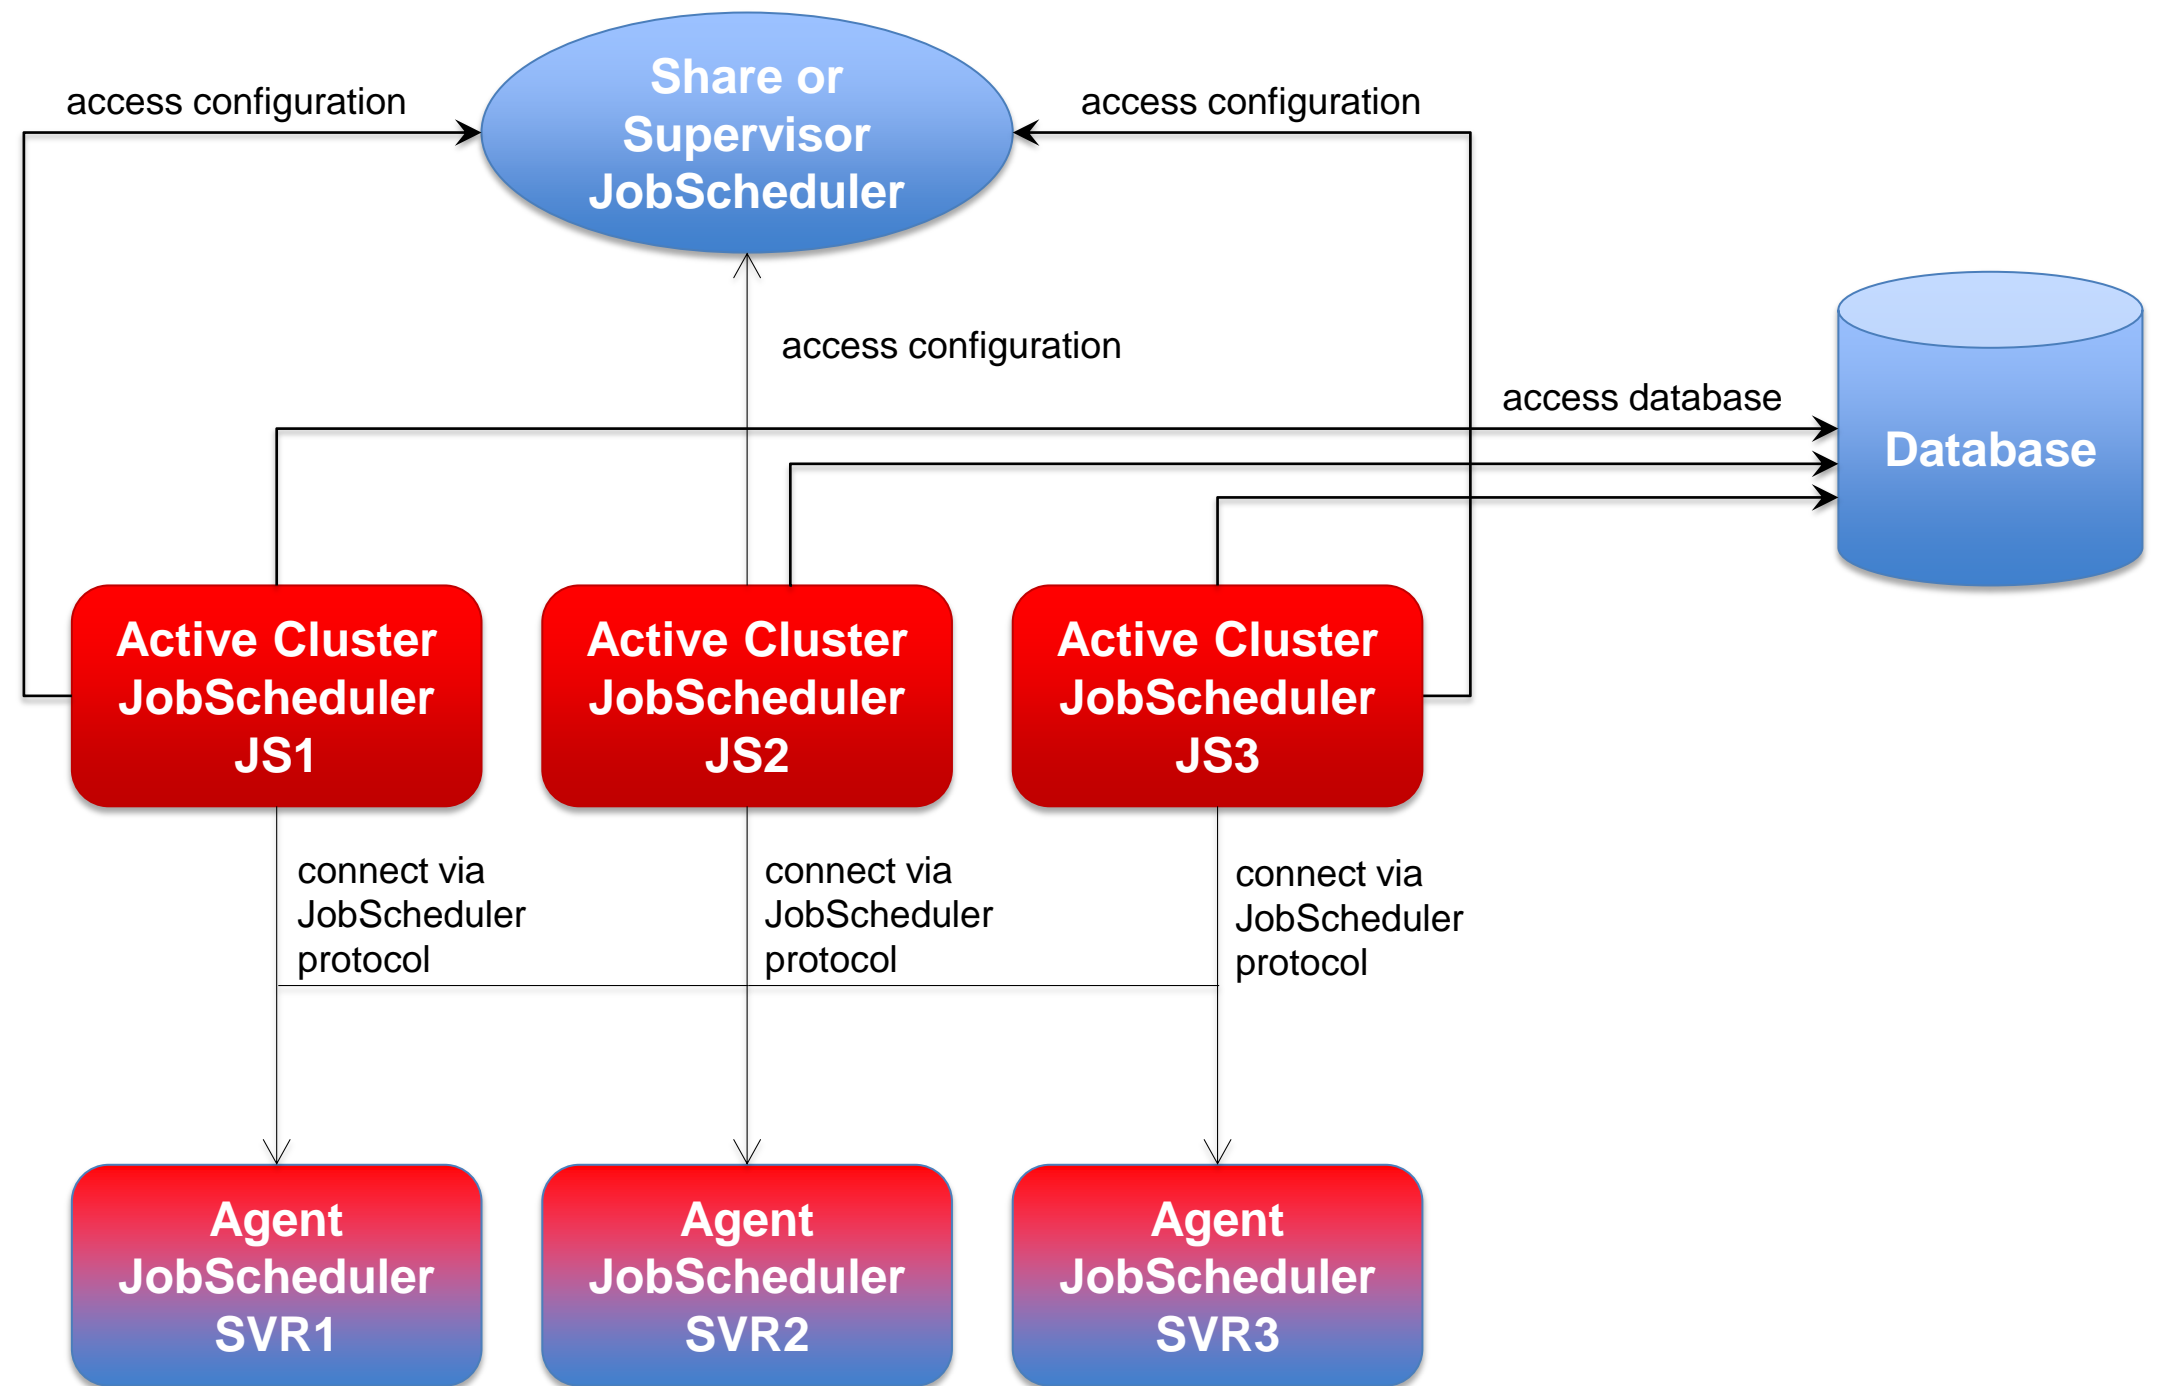 Share or
Supervisor
JobScheduler
access configuration
access configuration
access configuration
access database
Database
Active Cluster
JobScheduler
JS1
Active Cluster
JobScheduler
JS2
Active Cluster
JobScheduler
JS3
connect via
JobScheduler
protocol
connect via
JobScheduler
protocol
connect via
JobScheduler
protocol
Agent
JobScheduler
SVR1
Agent
JobScheduler
SVR2
Agent
JobScheduler
SVR3